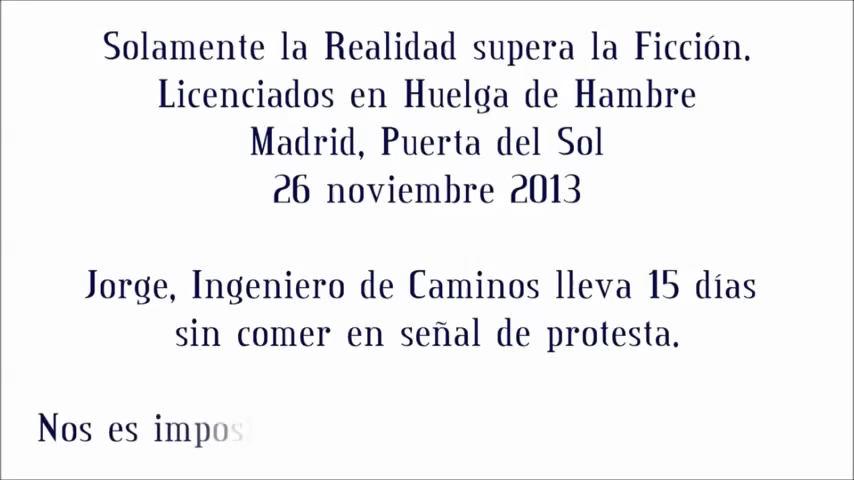 Solamente la Realidad supera la Ficción.
Licenciados en Huelga de Hambre
Madrid, Puerta del Sol
26 noviembre 2013
Jorge, Ingeniero de Caminos lleva 15 días
sin comer en señal de protesta.
Nos es